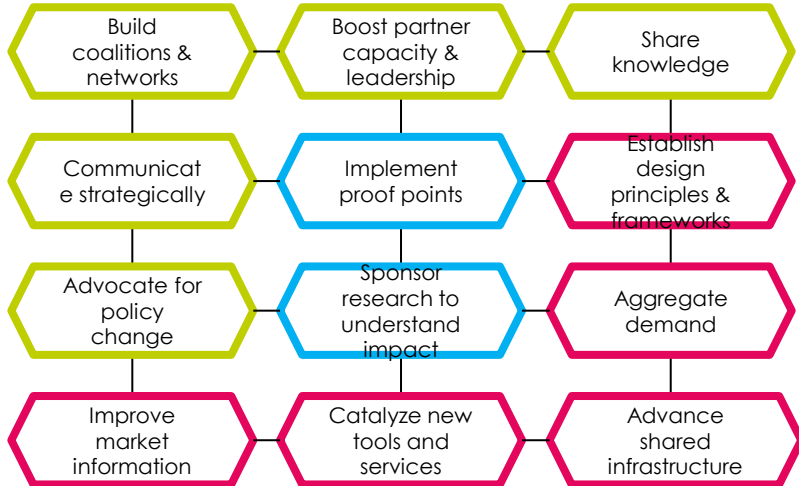 Build
coalitions &
networks
Boost partner
capacity &
leadership
Share
knowledge
Communicat
e strategically
Implement
proof points
Establish
design
principles &
frameworks
Advocate for
policy
change
Sponsor
research to
understand
impact
Aggregate
demand
Improve
market
information
Catalyze new
tools and
services
Advance
shared
infrastructure